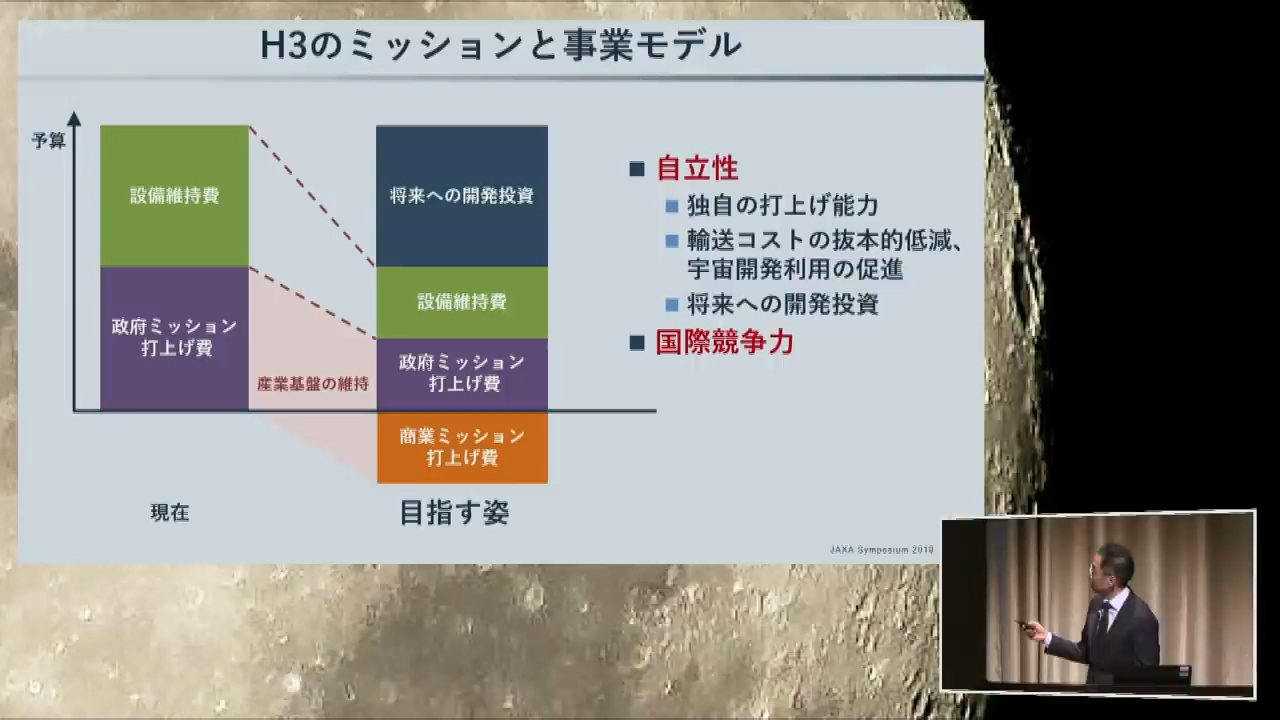 H3のミッションと事業モデル
予算
設備維持費
政府ミッション
打上げ費
産業基盤の維持
将来への開発投資
設備維持費
政府ミッション
打上げ費
商業ミッション
打上げ費
現在
目指す姿
自立性
独自の打上げ能力
輸送コストの抜本的低減、
宇宙開発利用の促進
将来への開発投資
国際競争力
JAXA Symposium 2019